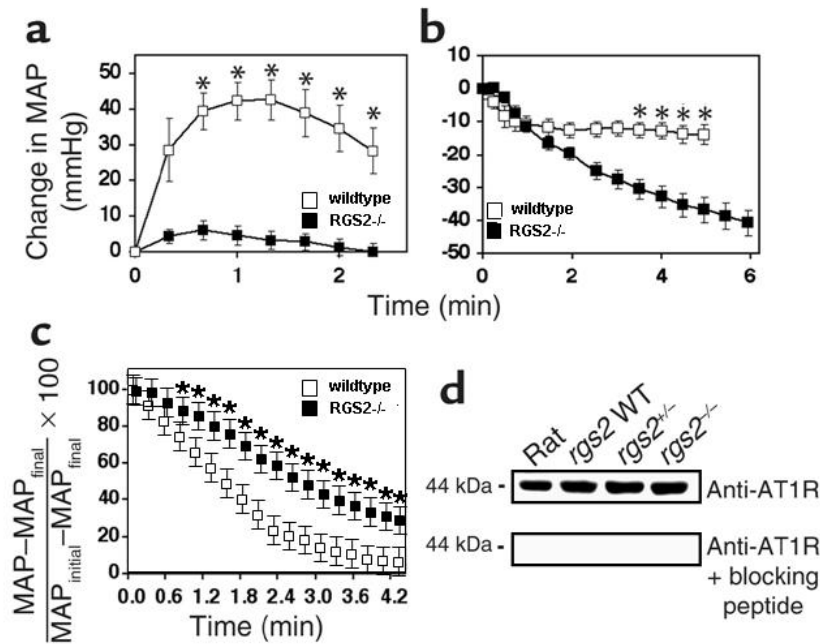 a
Change in MAP
(mmHg)
50
40
30
20
10
0
* * * * * *
wildtype
RGS2-/-
0 1 2
b
10
0
-10
-20
-30
-40
-50
* * * *
wildtype
RGS2-/-
0 2 4 6
Time (min)
c
MAP–MAPfinal
MAPinitial–MAPfinal
× 100
100
80
60
40
20
0
* * * * * * * * * * * * * * *
wildtype
RGS2-/-
0.0 0.6 1.2 1.8 2.4 3.0 3.6 4.2
Time (min)
d
Rat rgs2 WT rgs2+/– rgs2–/–
44 kDa - Anti-AT1R
44 kDa - Anti-AT1R
+ blocking
peptide